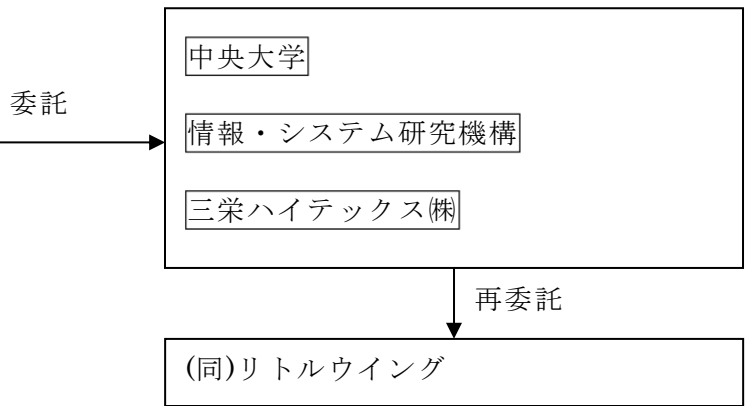 中央大学
委託
情報・システム研究機構
三栄ハイテックス㈱
再委託
(同)リトルウイング